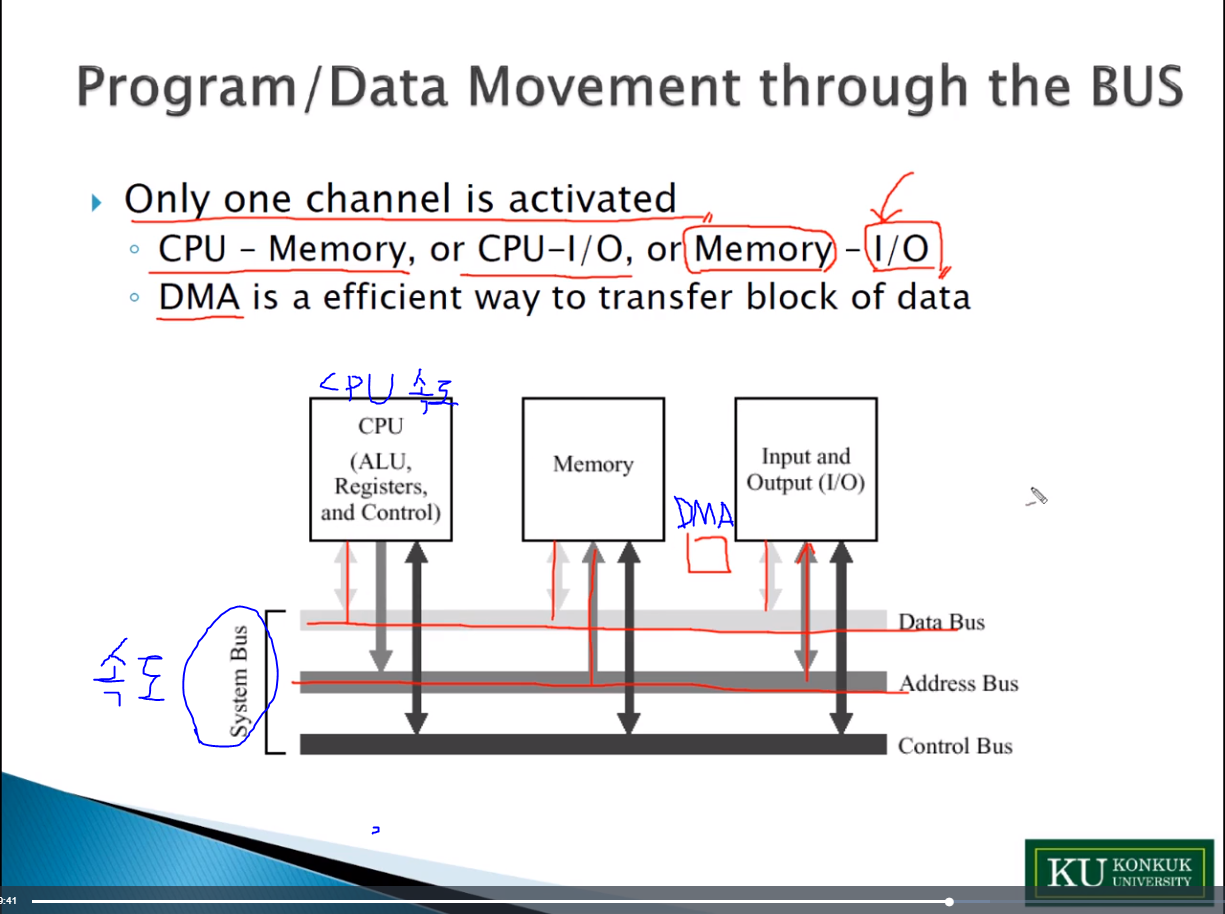 Program/Data Movement through the BUS
Only one channel is activated
CPU - Memory, or CPU-I/O, or Memory - I/O
DMA is a efficient way to transfer block of data
CPU 속도
CPU
(ALU,
Registers,
and Control)
Memory
Input and
Output (I/O)
DMA
속도
System Bus
Data Bus
Address Bus
Control Bus
KU KONKUK
UNIVERSITY
9:41